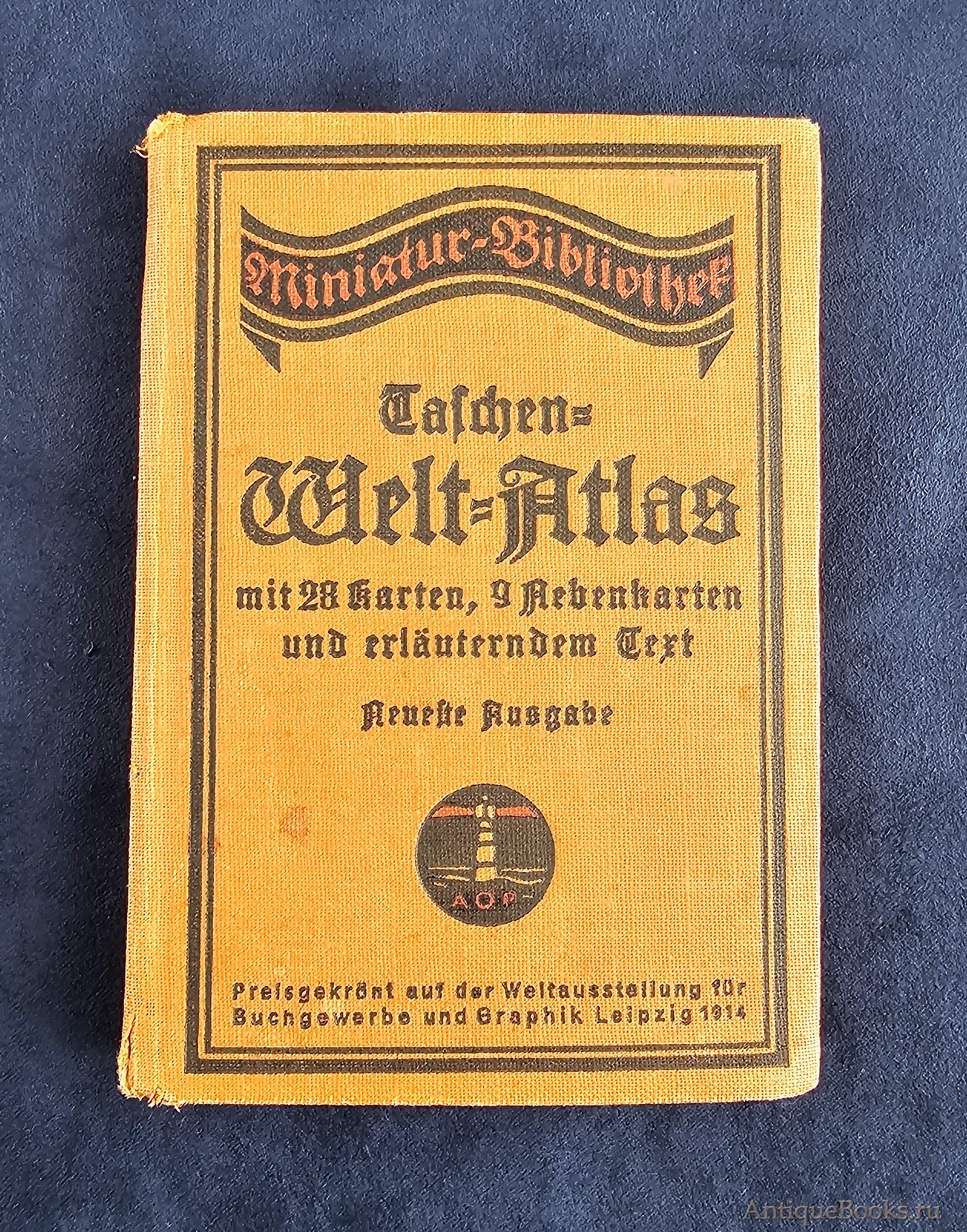 Miniatur-Bibliothek
Taſchen-
Welt-Atlas
mit 28 Karten, 9 Nebenkarten
und erläuterndem Text
Neueſte Ausgabe
A O P
Preisgekrönt auf der Weltausstellung für
Buchgewerbe und Graphik Leipzig 1914
AntiqueBooks.ru